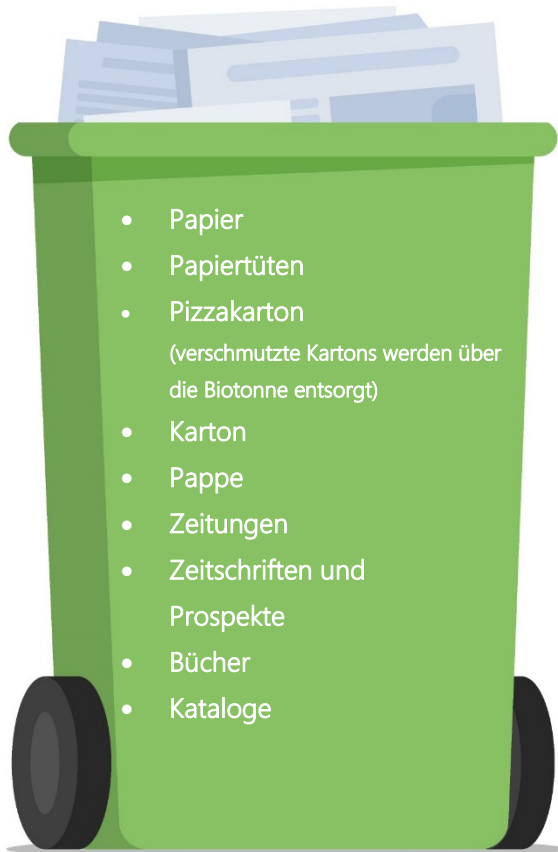 • Papier
• Papiertüten
• Pizzakarton
(verschmutzte Kartons werden über
die Biotonne entsorgt)
• Karton
• Pappe
• Zeitungen
• Zeitschriften und
Prospekte
• Bücher
• Kataloge